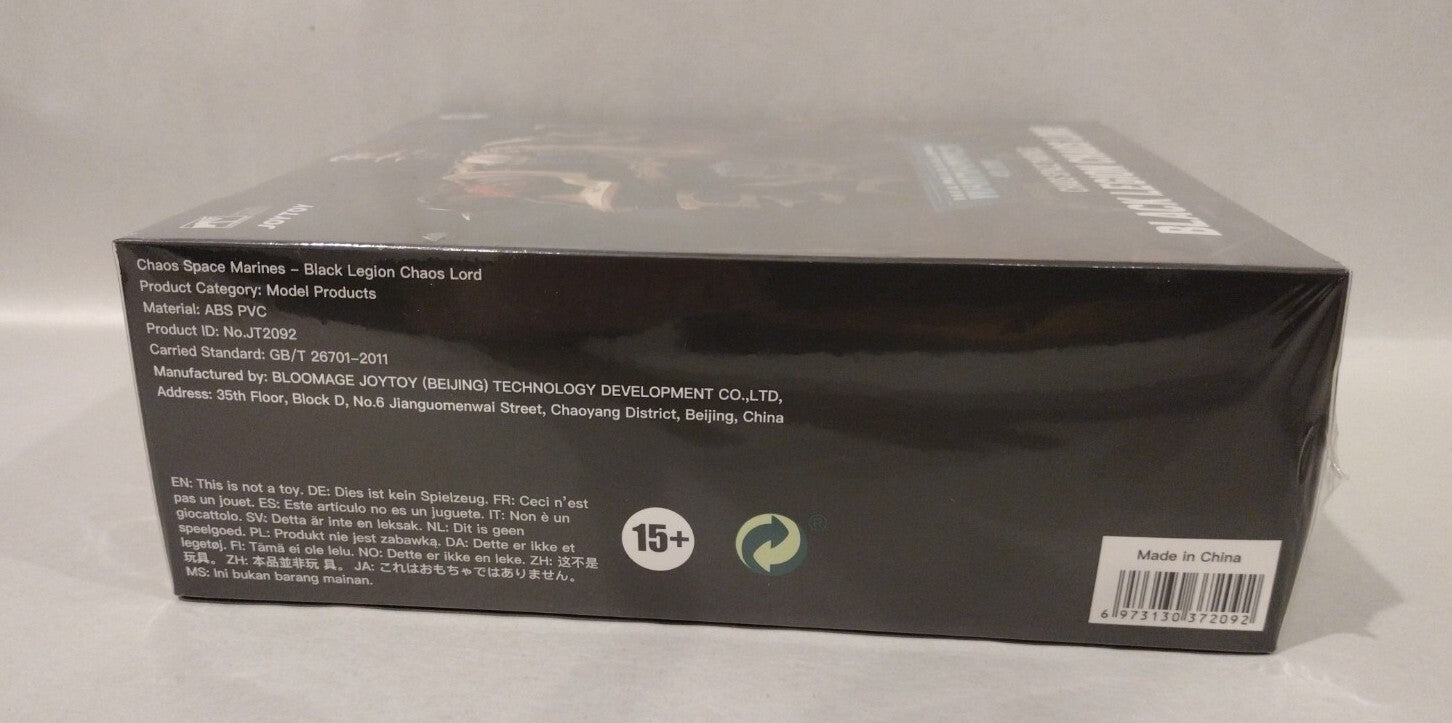 BLACK LEGION CHAOS LORD
JOYTOY
Chaos Space Marines – Black Legion Chaos Lord
Product Category: Model Products
Material: ABS PVC
Product ID: No.JT2092
Carried Standard: GB/T 26701–2011
Manufactured by: BLOOMAGE JOYTOY (BEIJING) TECHNOLOGY DEVELOPMENT CO.,LTD,
Address: 35th Floor, Block D, No.6 Jianguomenwai Street, Chaoyang District, Beijing, China
EN: This is not a toy. DE: Dies ist kein Spielzeug. FR: Ceci n'est
pas un jouet. ES: Este artículo no es un juguete. IT: Non è un
giocattolo. SV: Detta är inte en leksak. NL: Dit is geen
speelgoed. PL: Produkt nie jest zabawką. DA: Dette er ikke et
legetøj. FI: Tämä ei ole lelu. NO: Dette er ikke en leke. ZH: 这不是
玩具。 ZH: 本品並非玩 具。 JA: これはおもちゃではありません。
MS: Ini bukan barang mainan.
15+
®
Made in China
6 973130 372092